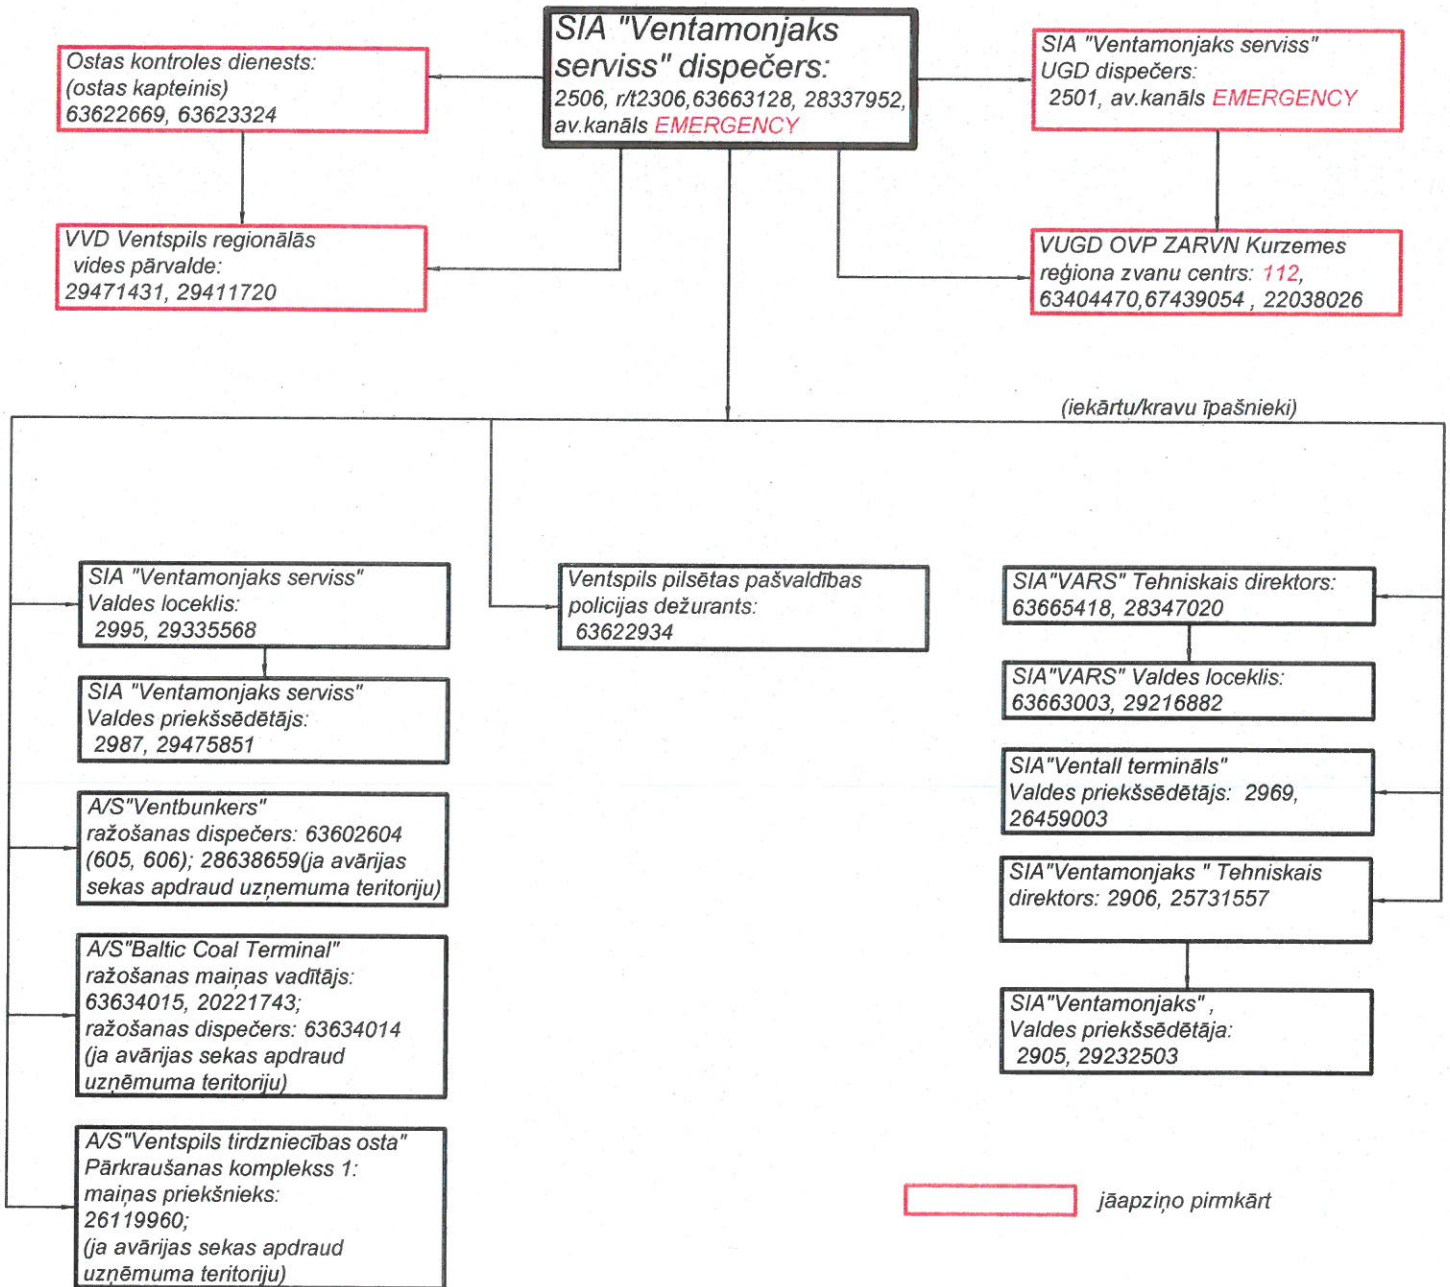 SIA "Ventamonjaks
serviss" dispečers:
2506, r/t2306,63663128, 28337952,
av.kanāls EMERGENCY
Ostas kontroles dienests:
(ostas kapteinis)
63622669, 63623324
SIA "Ventamonjaks serviss"
UGD dispečers:
2501, av.kanāls EMERGENCY
VVD Ventspils reģionālās
vides pārvalde:
29471431, 29411720
VUGD OVP ZARVN Kurzemes
reģiona zvanu centrs: 112,
63404470,67439054 , 22038026
(iekārtu/kravu īpašnieki)
SIA "Ventamonjaks serviss"
Valdes loceklis:
2995, 29335568
SIA "Ventamonjaks serviss"
Valdes priekšsēdētājs:
2987, 29475851
A/S"Ventbunkers"
ražošanas dispečers: 63602604
(605, 606); 28638659(ja avārijas
sekas apdraud uzņemuma teritoriju)
A/S"Baltic Coal Terminal"
ražošanas maiņas vadītājs:
63634015, 20221743;
ražošanas dispečers: 63634014
(ja avārijas sekas apdraud
uzņēmuma teritoriju)
A/S"Ventspils tirdzniecības osta"
Pārkraušanas komplekss 1:
maiņas priekšnieks:
26119960;
(ja avārijas sekas apdraud
uzņēmuma teritoriju)
Ventspils pilsētas pašvaldības
policijas dežurants:
63622934
SIA"VARS" Tehniskais direktors:
63665418, 28347020
SIA"VARS" Valdes loceklis:
63663003, 29216882
SIA"Ventall termināls"
Valdes priekšsēdētājs: 2969,
26459003
SIA"Ventamonjaks " Tehniskais
direktors: 2906, 25731557
SIA"Ventamonjaks" ,
Valdes priekšsēdētāja:
2905, 29232503
jāapziņo pirmkārt